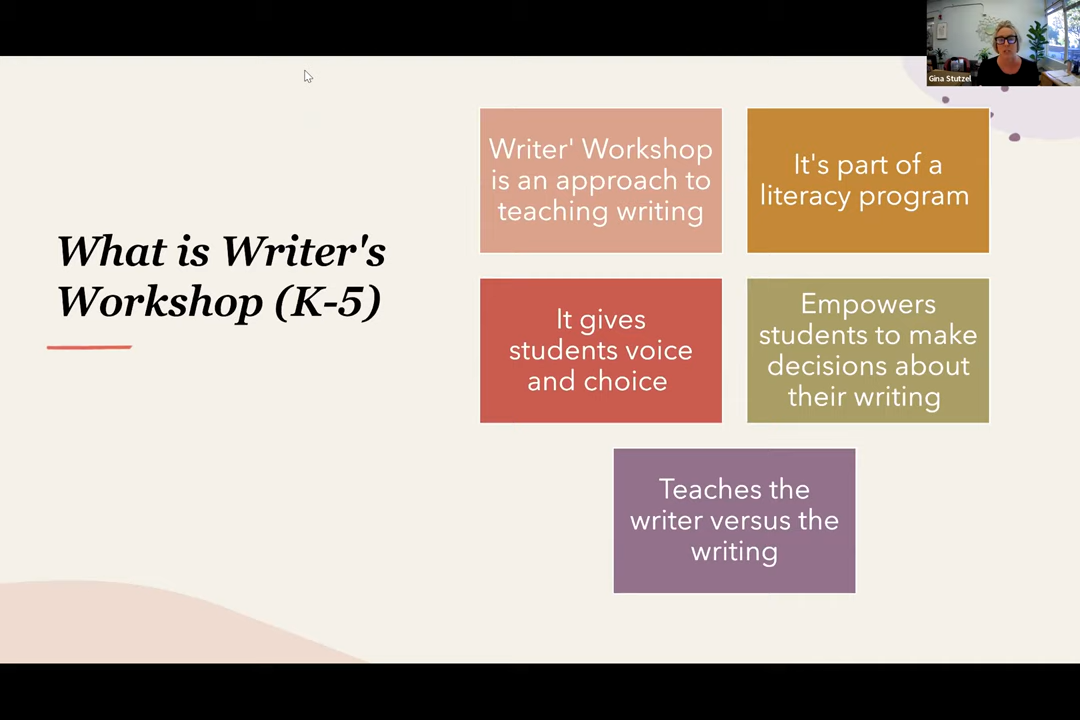 Gina Stutzel
What is Writer's
Workshop (K-5)
Writer' Workshop
is an approach to
teaching writing
It's part of a
literacy program
It gives
students voice
and choice
Empowers
students to make
decisions about
their writing
Teaches the
writer versus the
writing